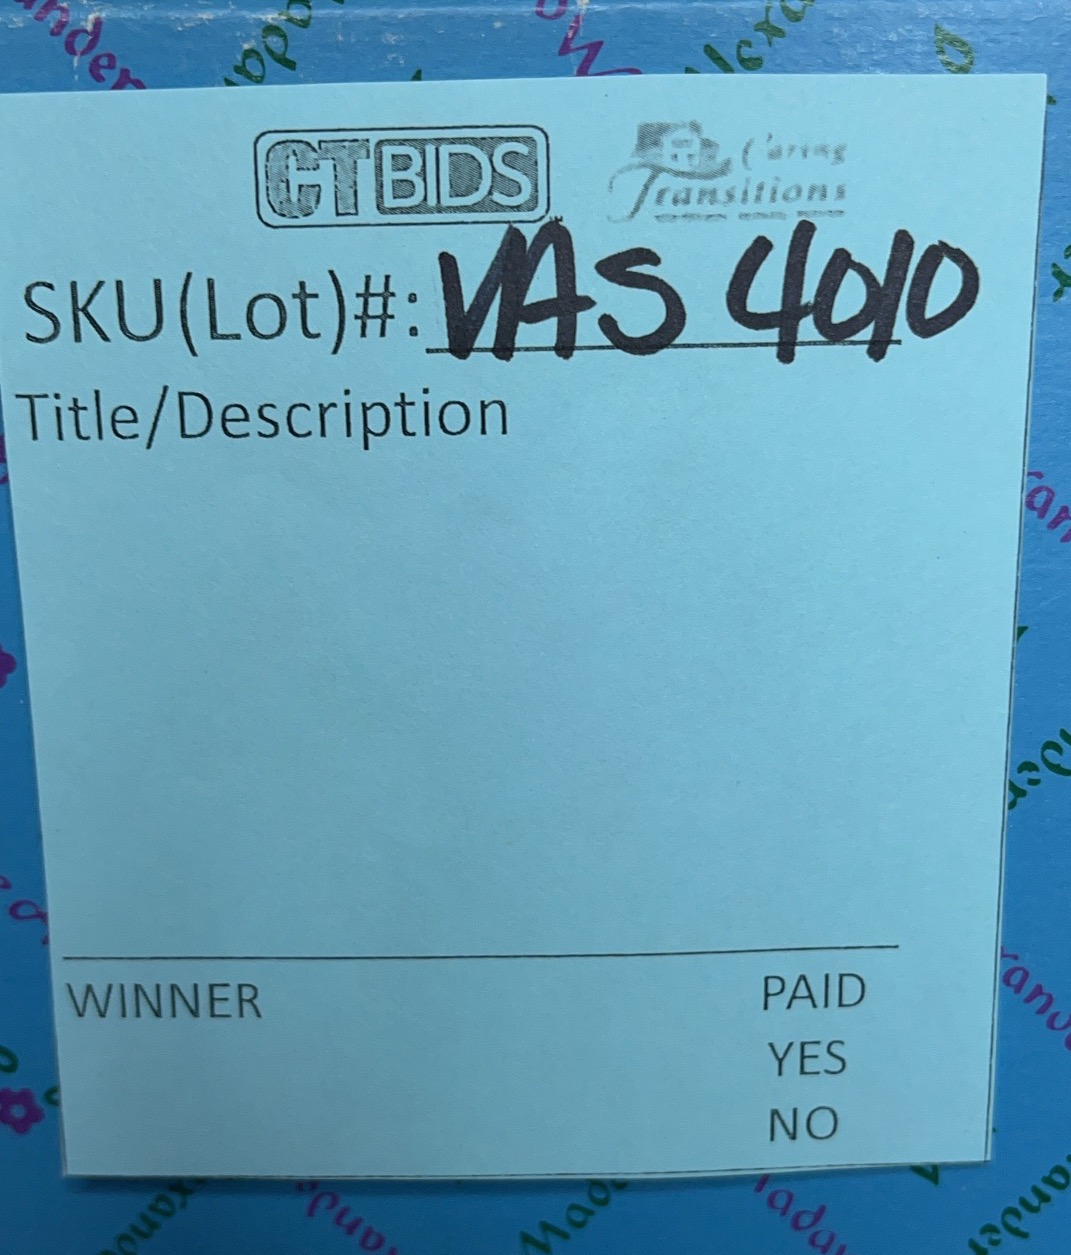 CTBIDS
Caring
Transitions
SKU(Lot)#: VAS 4010
Title/Description
WINNER
PAID
YES
NO